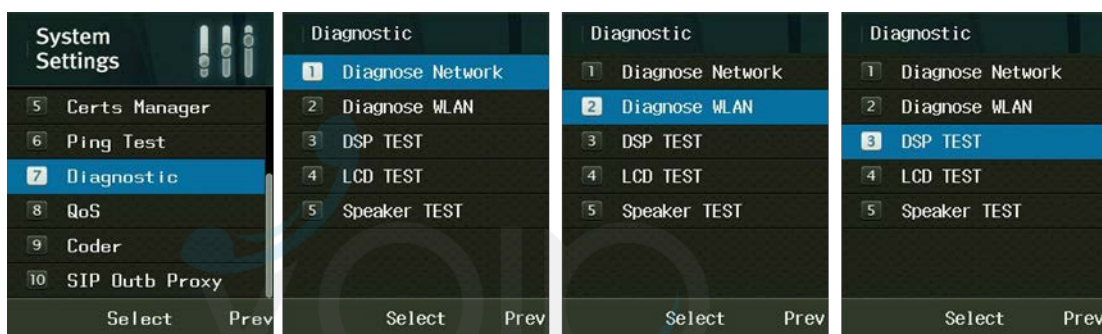 System
Settings
5 Certs Manager
6 Ping Test
7 Diagnostic
8 QoS
9 Coder
10 SIP Outb Proxy
Select Prev
Diagnostic
1 Diagnose Network
2 Diagnose WLAN
3 DSP TEST
4 LCD TEST
5 Speaker TEST
Select Prev
Diagnostic
1 Diagnose Network
2 Diagnose WLAN
3 DSP TEST
4 LCD TEST
5 Speaker TEST
Select Prev
Diagnostic
1 Diagnose Network
2 Diagnose WLAN
3 DSP TEST
4 LCD TEST
5 Speaker TEST
Select Prev
voip